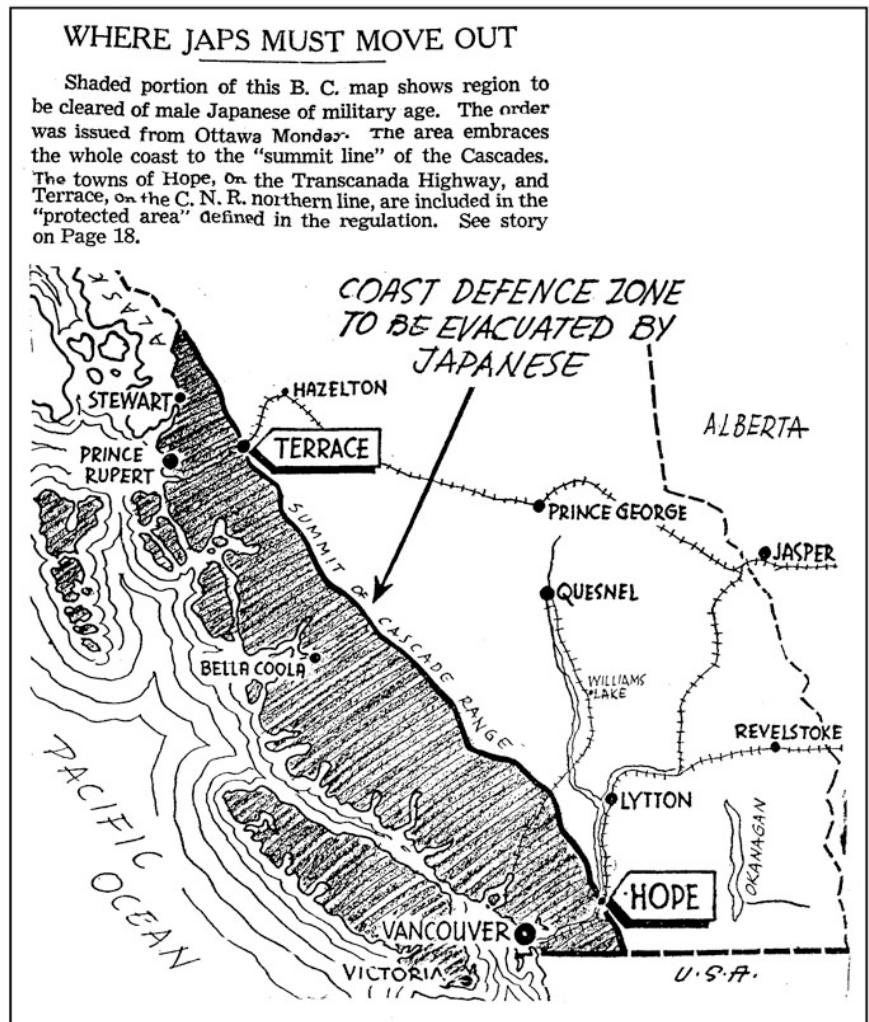 WHERE JAPS MUST MOVE OUT
Shaded portion of this B. C. map shows region to
be cleared of male Japanese of military age. The order
was issued from Ottawa Monday. The area embraces
the whole coast to the "summit line" of the Cascades.
The towns of Hope, on the Transcanada Highway, and
Terrace, on the C. N. R. northern line, are included in the
"protected area" defined in the regulation. See story
on Page 18.
COAST DEFENCE ZONE
TO BE EVACUATED BY
JAPANESE
ALASK
STEWART
HAZELTON
ALBERTA
PRINCE
RUPERT
TERRACE
PRINCE GEORGE
JASPER
SUMMIT OF CASCADE RANGE
QUESNEL
BELLA COOLA
WILLIAMS
LAKE
REVELSTOKE
PACIFIC
OCEAN
LYTTON
OKANAGAN
HOPE
VANCOUVER
VICTORIA
U.S.A.